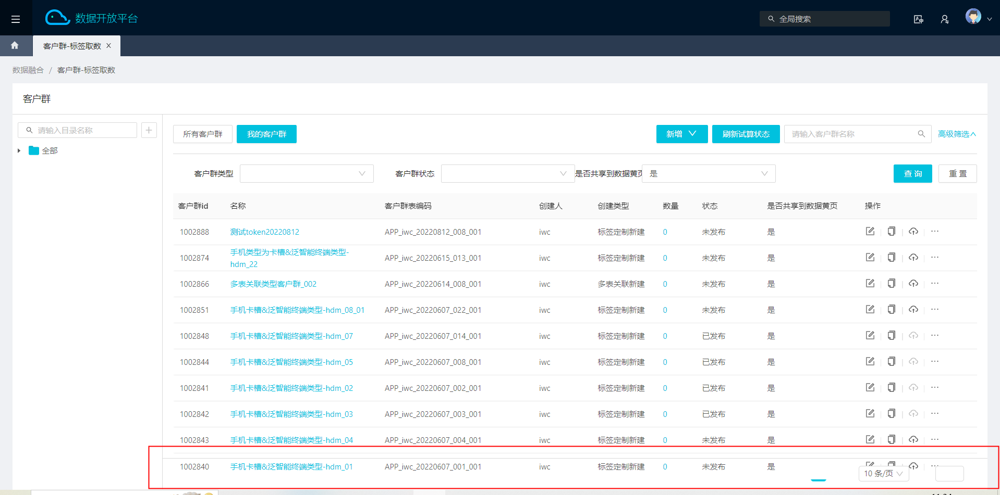 数据开放平台
全局搜索
客户群-标签取数 X
数据融合 / 客户群-标签取数
客户群
请输入目录名称
全部
所有客户群 我的客户群 新增 刷新试算状态 请输入客户群名称 高级筛选
客户群类型 客户群状态 是否共享到数据黄页 是 查 询 重 置
客户群id 名称 客户群表编码 创建人 创建类型 数量 状态 是否共享到数据黄页 操作
1002888 测试token20220812 APP_iwc_20220812_008_001 iwc 标签定制新建 0 未发布 是 ···
1002874 手机类型为卡槽&泛智能终端类型-hdm_22 APP_iwc_20220615_013_001 iwc 标签定制新建 0 未发布 是 ···
1002866 多表关联类型客户群_002 APP_iwc_20220614_008_001 iwc 多表关联新建 0 未发布 是 ···
1002851 手机卡槽&泛智能终端类型-hdm_08_01 APP_iwc_20220607_022_001 iwc 标签定制新建 0 未发布 是 ···
1002848 手机卡槽&泛智能终端类型-hdm_07 APP_iwc_20220607_014_001 iwc 标签定制新建 0 已发布 是 ···
1002844 手机卡槽&泛智能终端类型-hdm_05 APP_iwc_20220607_008_001 iwc 标签定制新建 0 已发布 是 ···
1002841 手机卡槽&泛智能终端类型-hdm_02 APP_iwc_20220607_002_001 iwc 标签定制新建 0 已发布 是 ···
1002842 手机卡槽&泛智能终端类型-hdm_03 APP_iwc_20220607_003_001 iwc 标签定制新建 0 已发布 是 ···
1002843 手机卡槽&泛智能终端类型-hdm_04 APP_iwc_20220607_004_001 iwc 标签定制新建 0 未发布 是 ···
1002840 手机卡槽&泛智能终端类型-hdm_01 APP_iwc_20220607_001_001 iwc 标签定制新建 0 未发布 是 ···
10 条/页